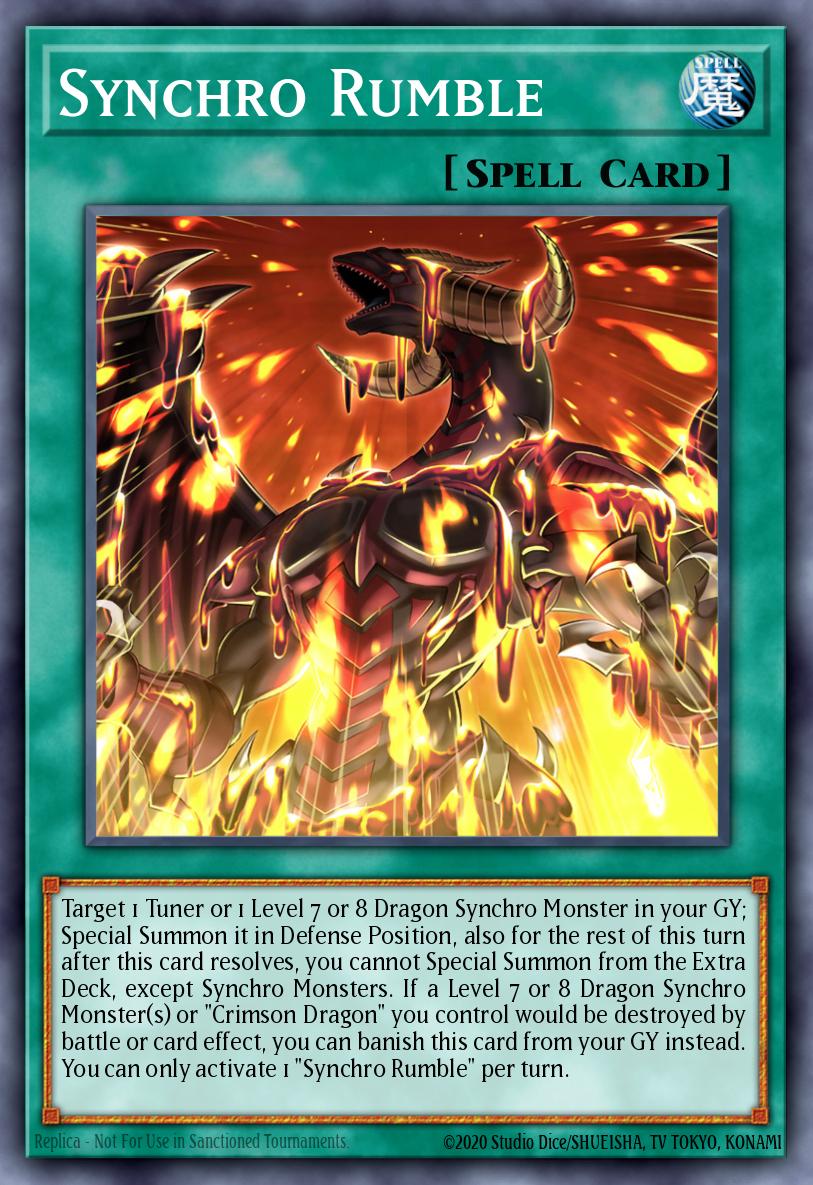 Synchro Rumble
SPELL
魔
[Spell Card]
Target 1 Tuner or 1 Level 7 or 8 Dragon Synchro Monster in your GY;
Special Summon it in Defense Position, also for the rest of this turn
after this card resolves, you cannot Special Summon from the Extra
Deck, except Synchro Monsters. If a Level 7 or 8 Dragon Synchro
Monster(s) or "Crimson Dragon" you control would be destroyed by
battle or card effect, you can banish this card from your GY instead.
You can only activate 1 "Synchro Rumble" per turn.
Replica - Not For Use in Sanctioned Tournaments.
©2020 Studio Dice/SHUEISHA, TV TOKYO, KONAMI